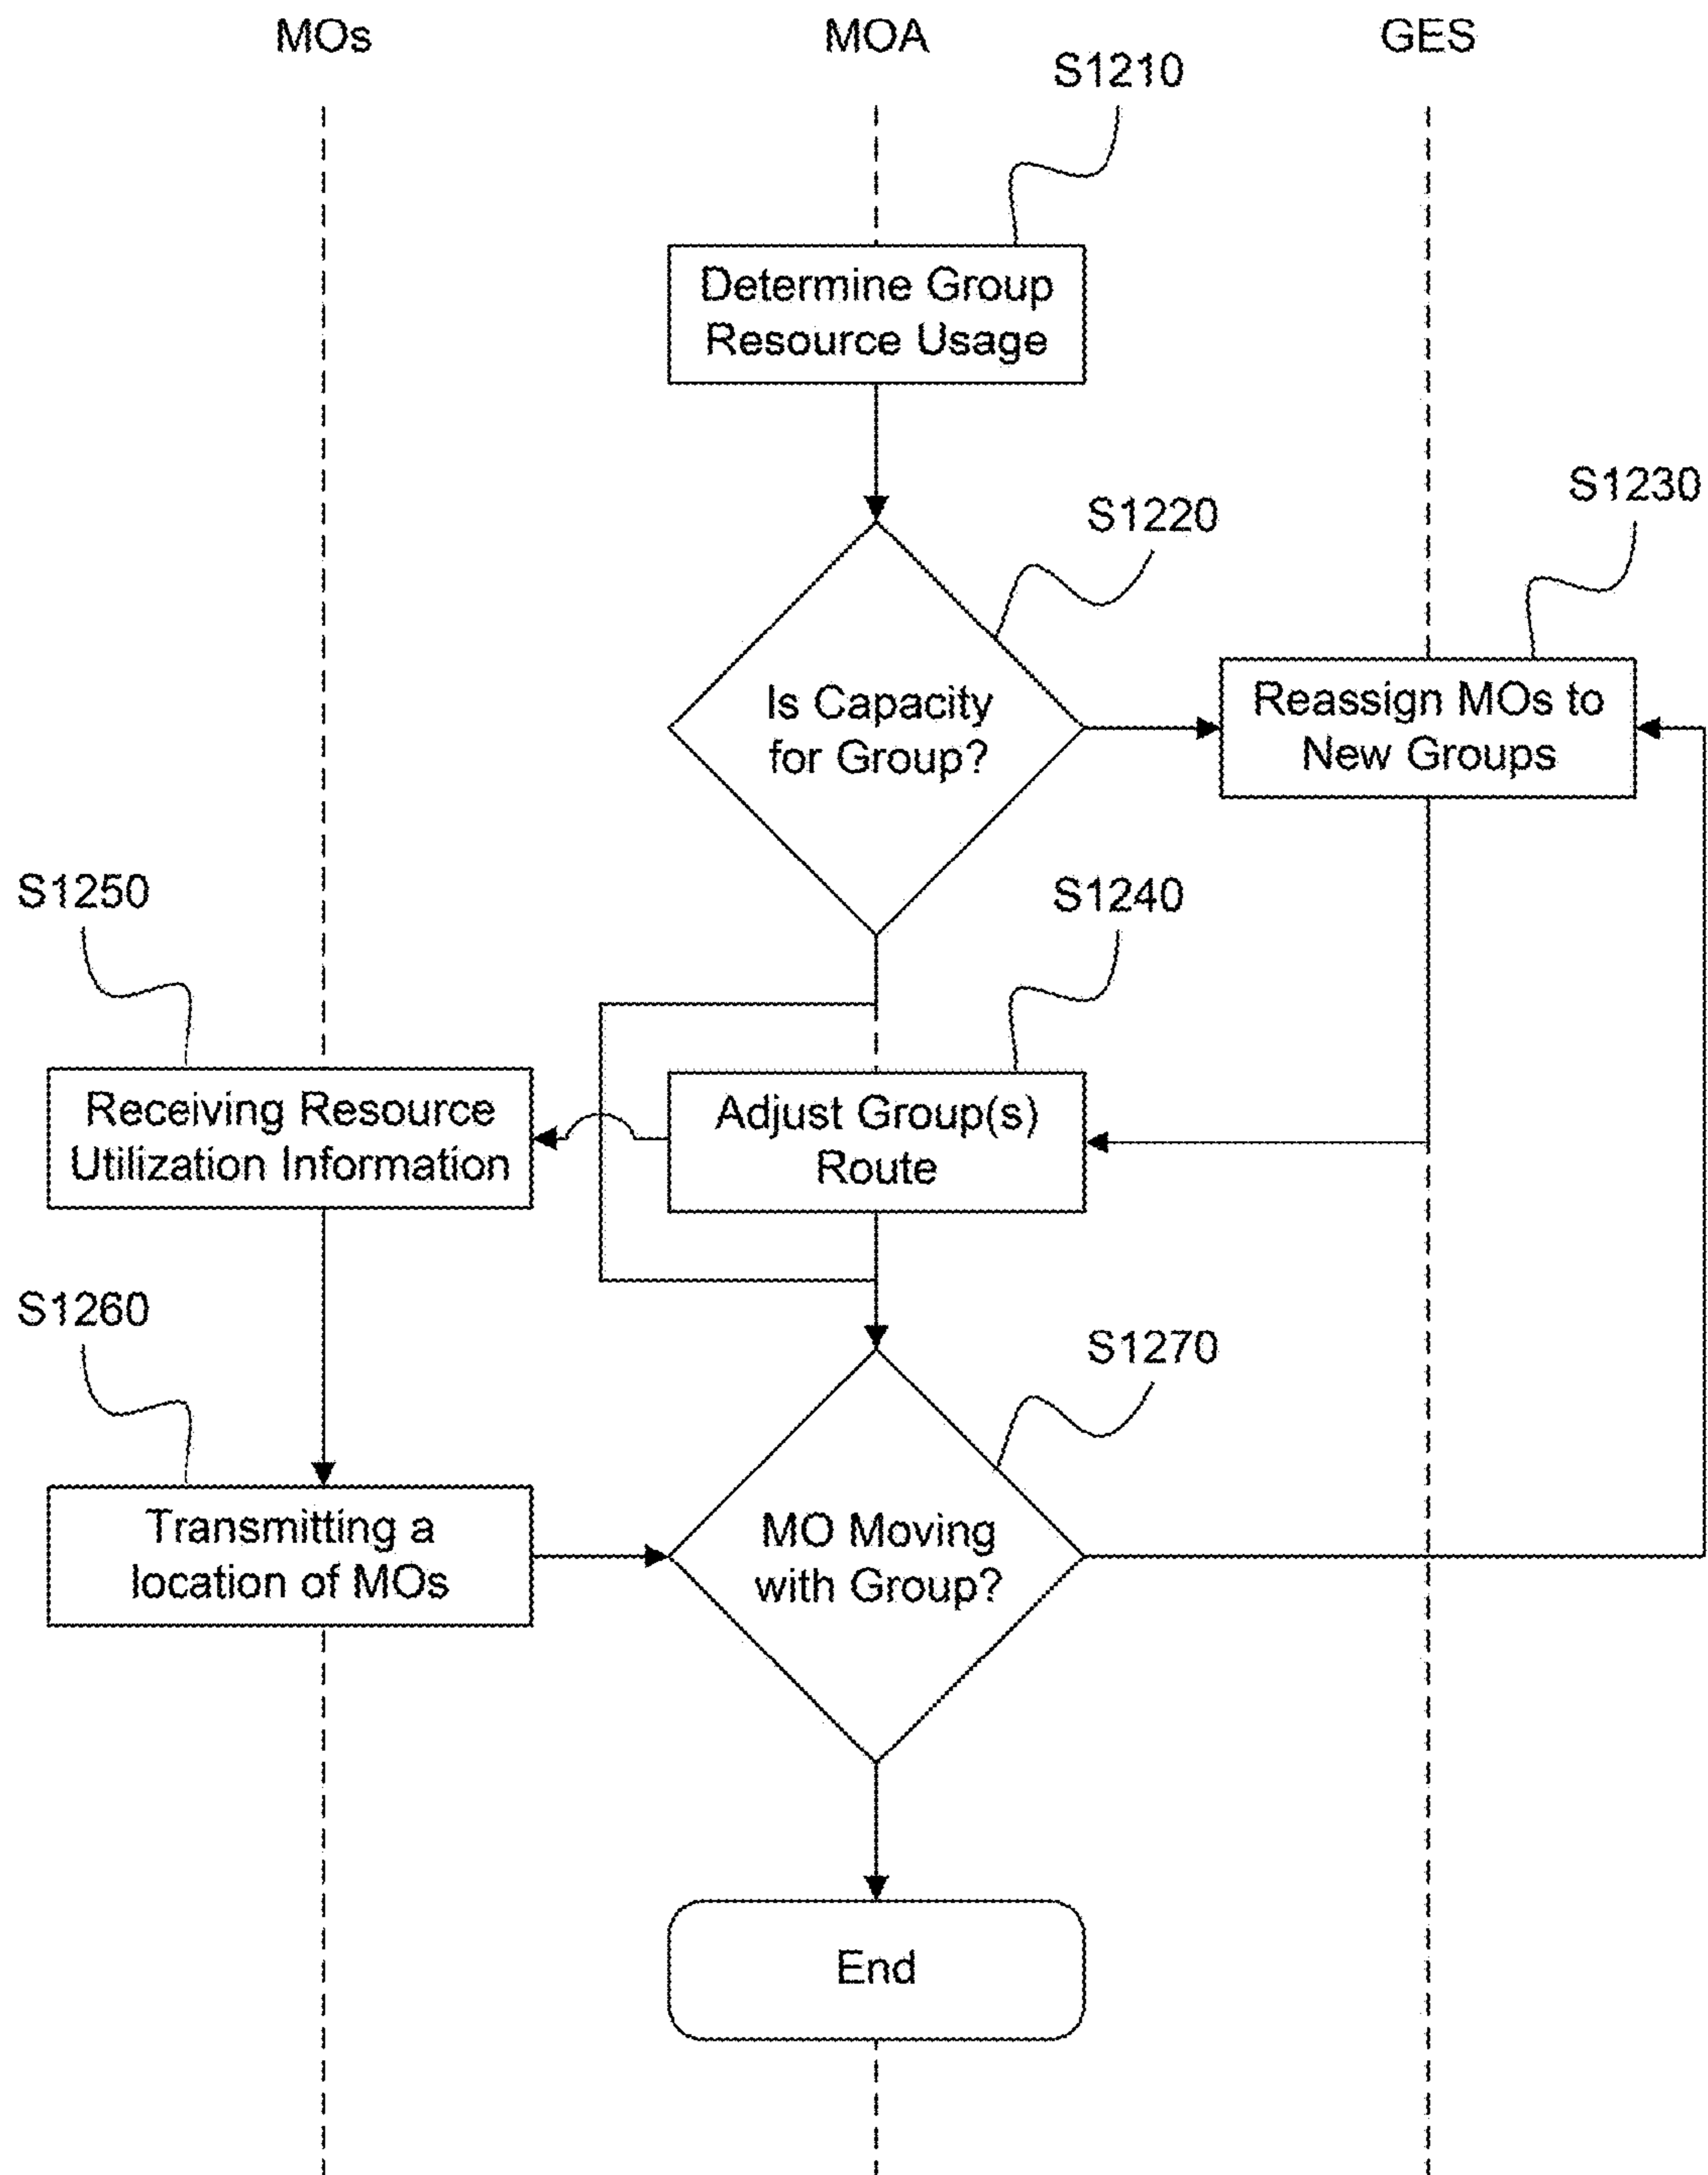 MOs
MOA
GES
S1210
Determine Group
Resource Usage
S1220
S1230
Is Capacity
for Group?
Reassign MOs to
New Groups
S1250
S1240
Receiving Resource
Utilization Information
Adjust Group(s)
Route
S1260
S1270
Transmitting a
location of MOs
MO Moving
with Group?
End